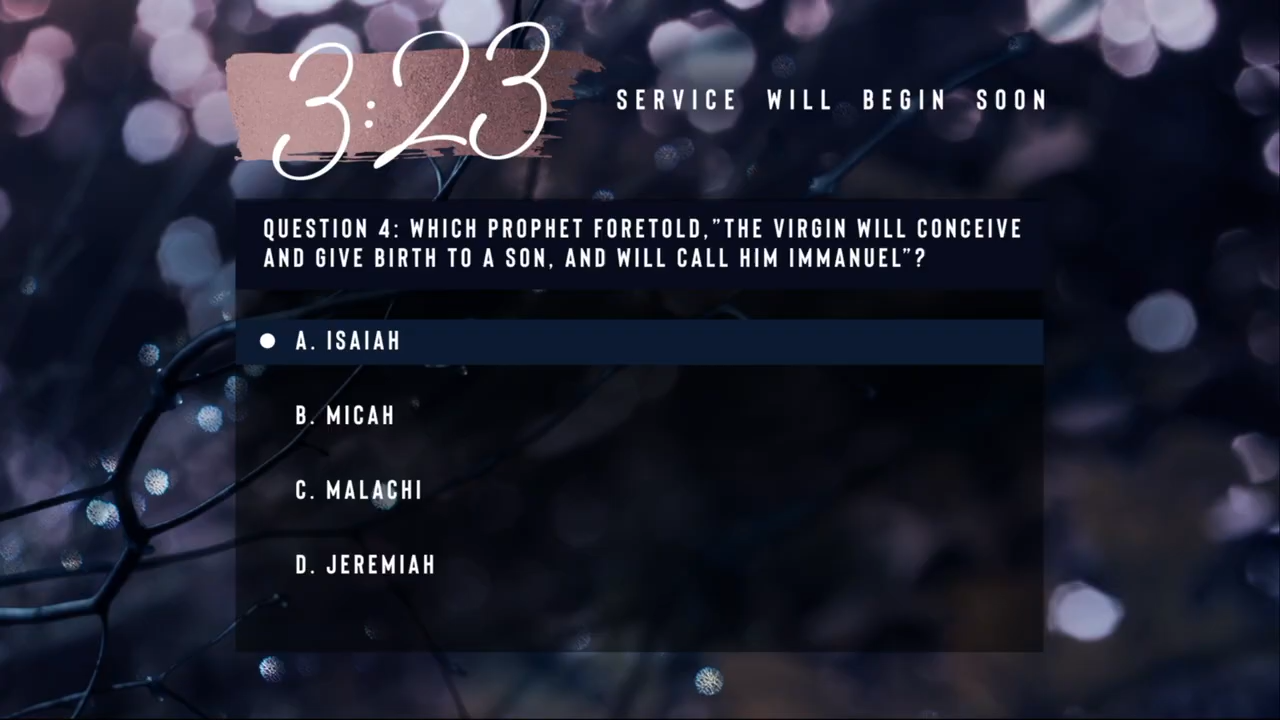 3:23
SERVICE WILL BEGIN SOON
QUESTION 4: WHICH PROPHET FORETOLD,"THE VIRGIN WILL CONCEIVE
AND GIVE BIRTH TO A SON, AND WILL CALL HIM IMMANUEL"?
A. ISAIAH
B. MICAH
C. MALACHI
D. JEREMIAH